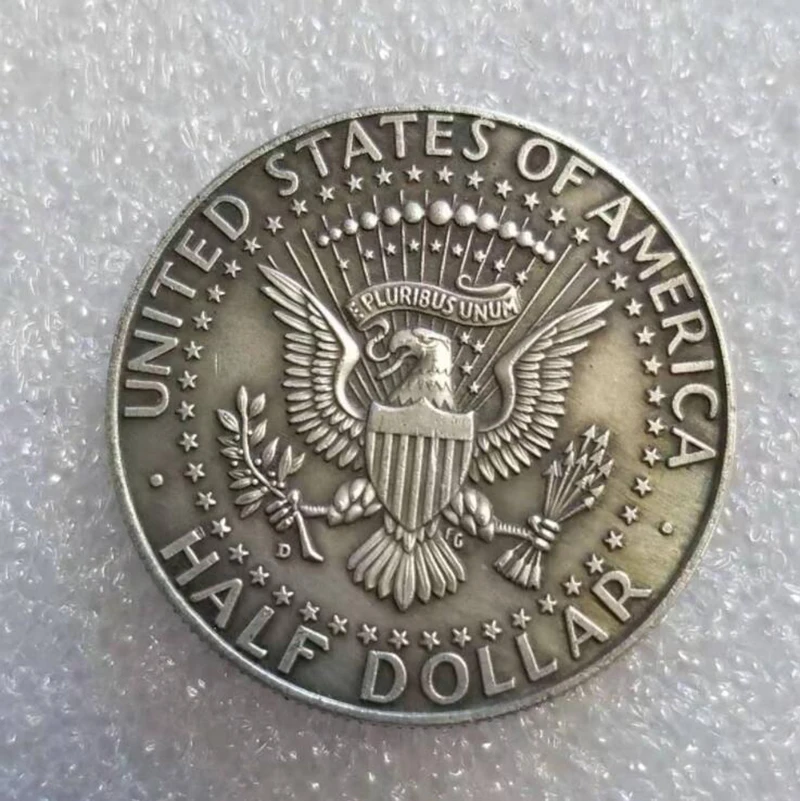 UNITED STATES OF AMERICA
E PLURIBUS UNUM
D
FG
HALF DOLLAR